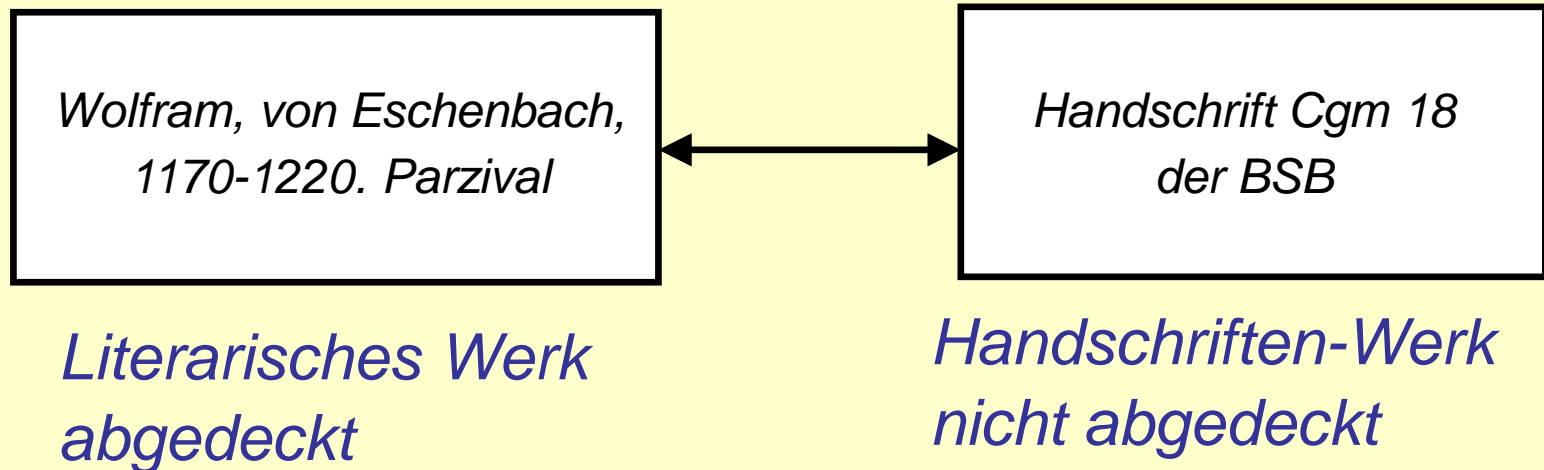 Wolfram, von Eschenbach,
1170-1220. Parzival
Handschrift Cgm 18
der BSB
Literarisches Werk
abgedeckt
Handschriften-Werk
nicht abgedeckt